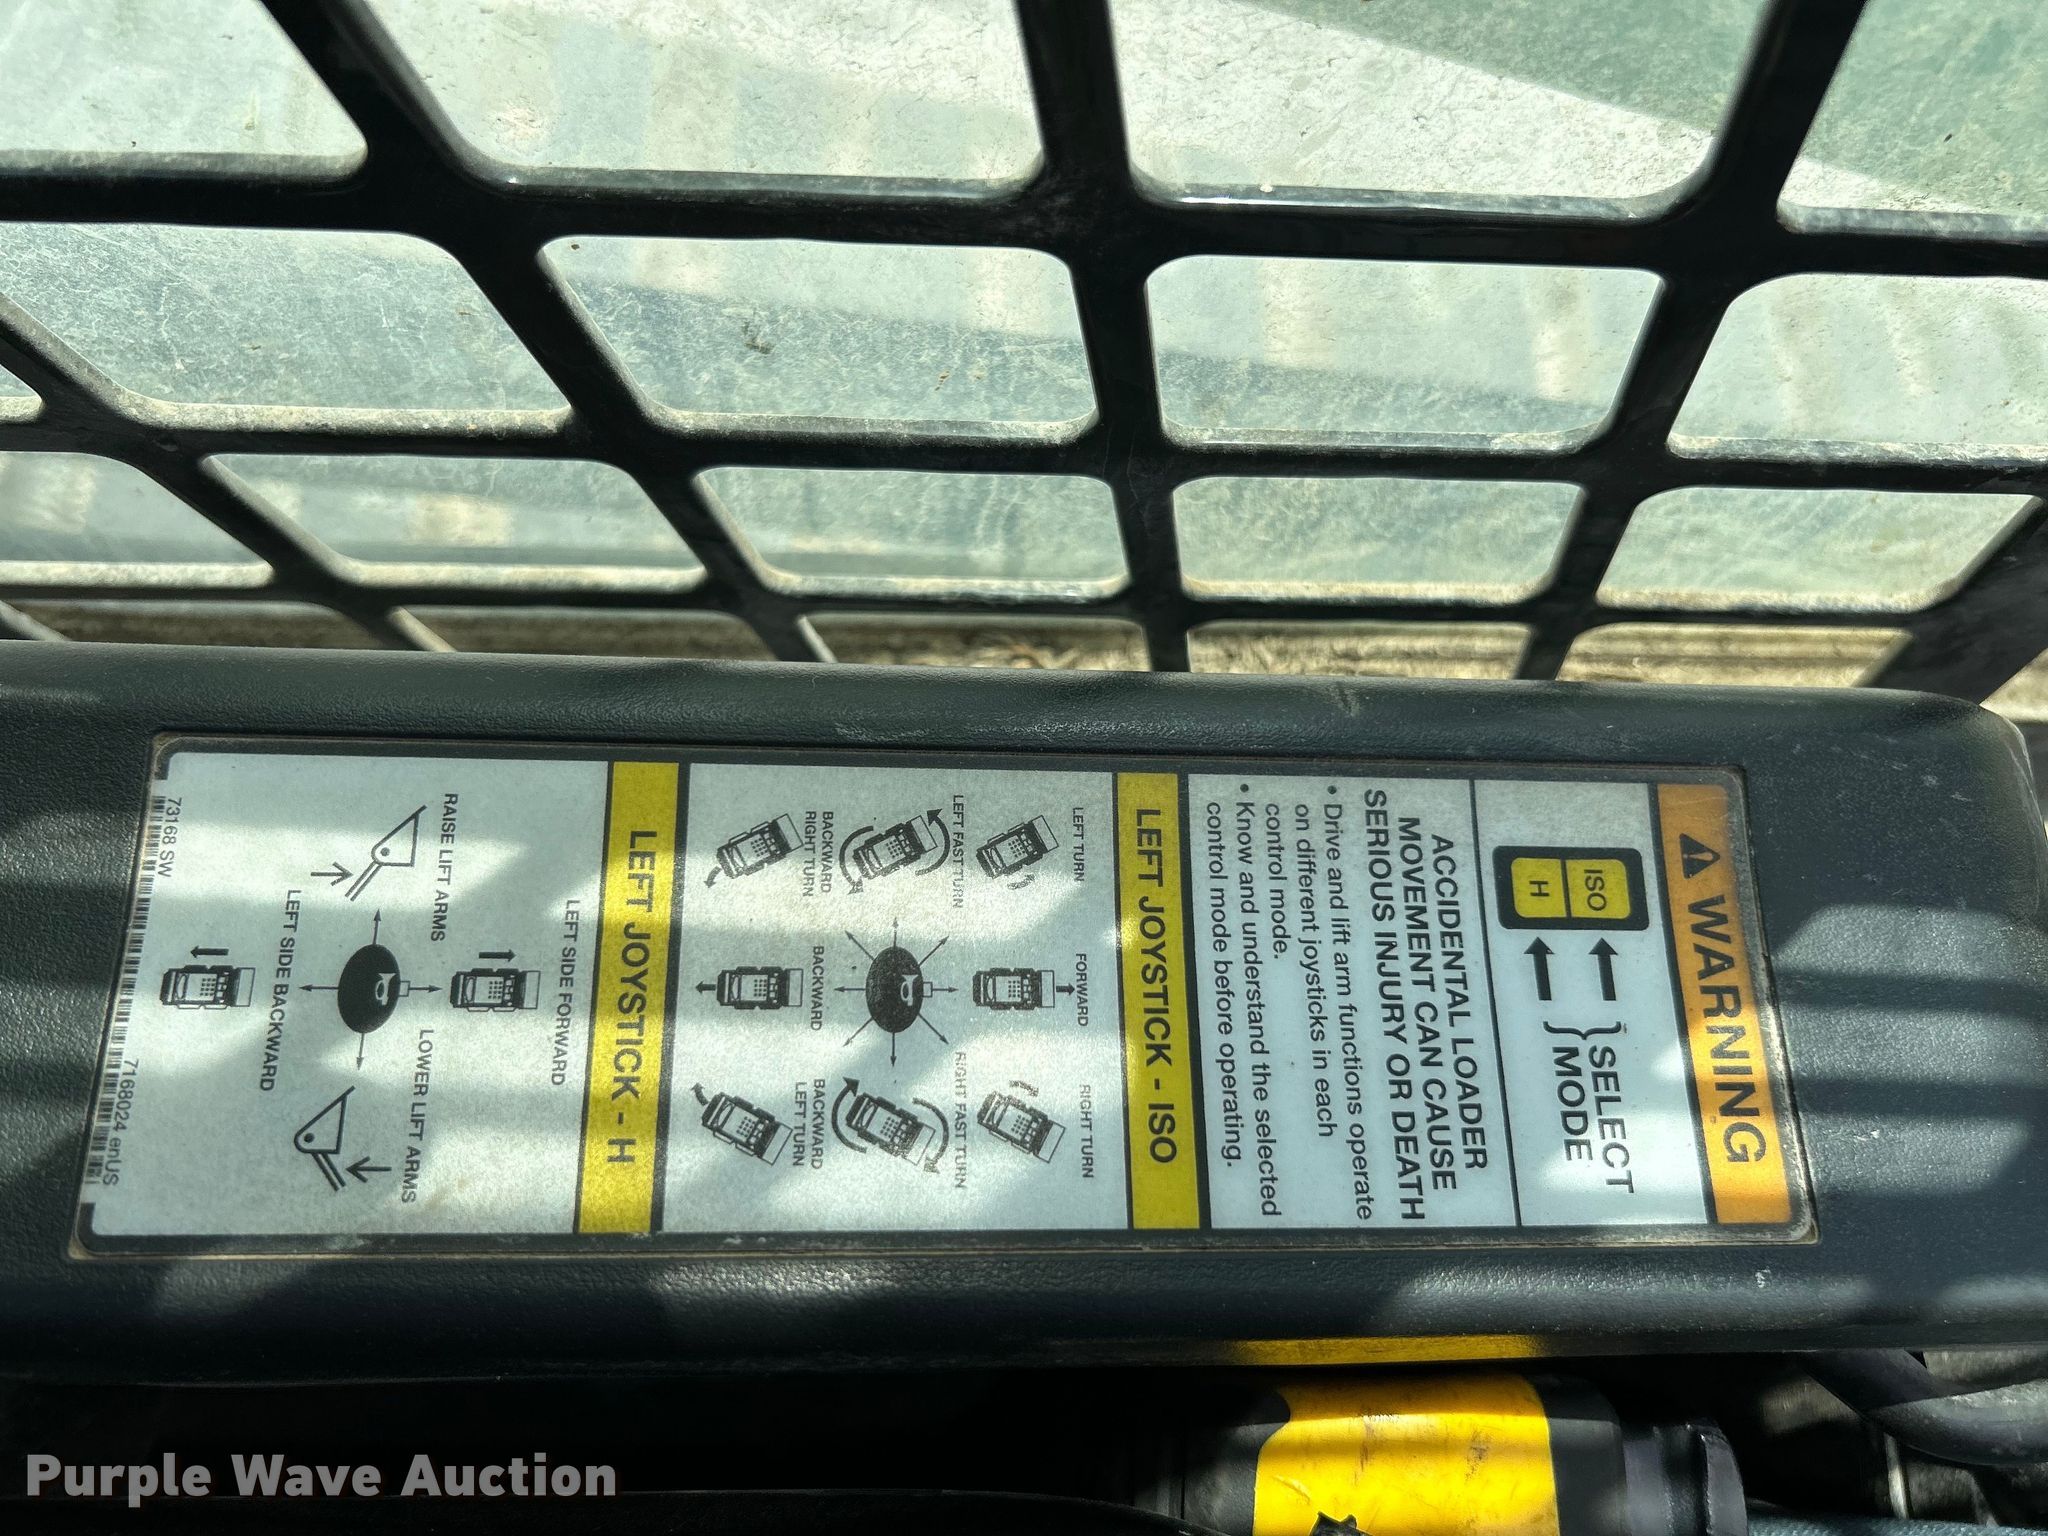 WARNING
ISO
H
SELECT
MODE
ACCIDENTAL LOADER
MOVEMENT CAN CAUSE
SERIOUS INJURY OR DEATH
• Drive and lift arm functions operate
on different joysticks in each
control mode.
• Know and understand the selected
control mode before operating.
LEFT JOYSTICK - ISO
LEFT TURN
FORWARD
RIGHT TURN
LEFT FAST TURN
RIGHT FAST TURN
BACKWARD
RIGHT TURN
BACKWARD
BACKWARD
LEFT TURN
LEFT JOYSTICK - H
LEFT SIDE FORWARD
RAISE LIFT ARMS
LOWER LIFT ARMS
LEFT SIDE BACKWARD
73168 SW
7168024 enUS
Purple Wave Auction